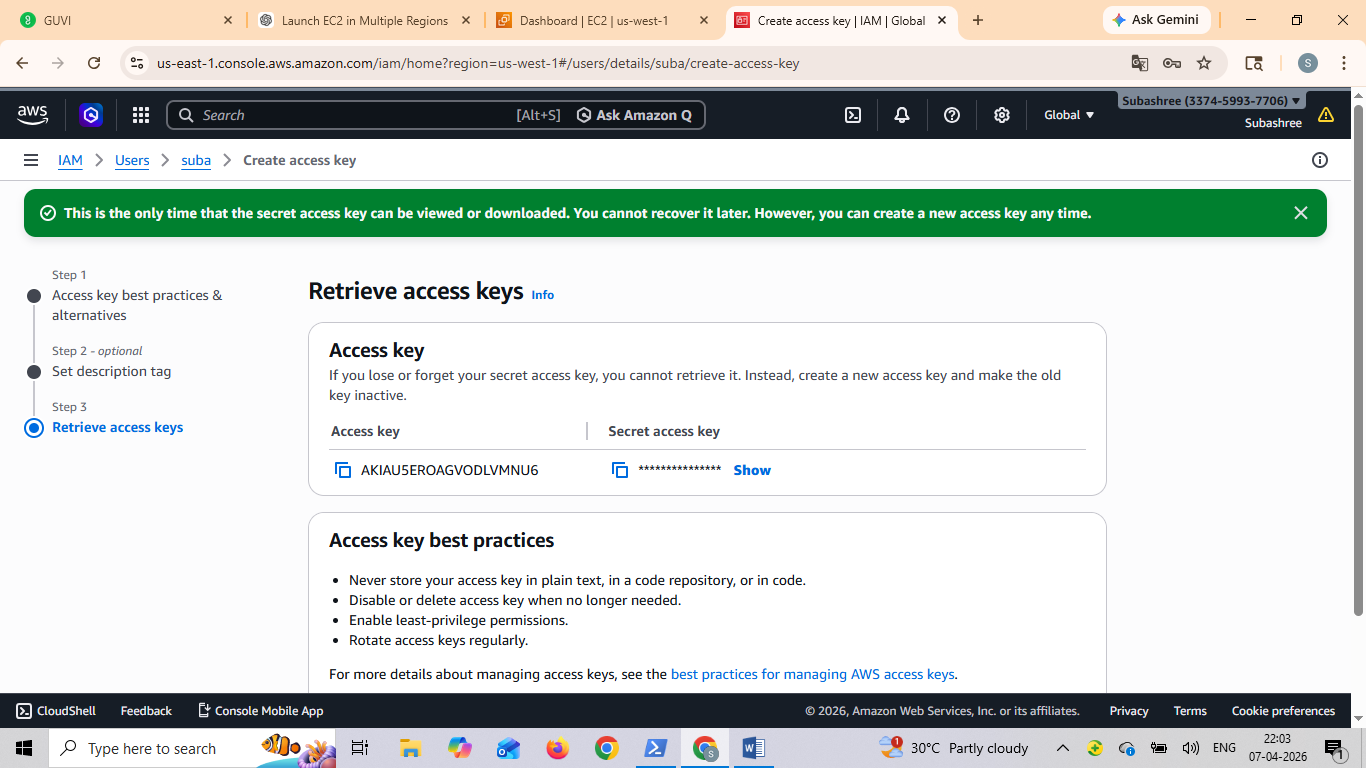 GUVI
Launch EC2 in Multiple Regions
Dashboard | EC2 | us-west-1
Create access key | IAM | Global
Ask Gemini
us-east-1.console.aws.amazon.com/iam/home?region=us-west-1#/users/details/suba/create-access-key
S
aws
Search
[Alt+S]
Ask Amazon Q
Global
Subashree (3374-5993-7706)
Subashree
IAM
Users
suba
Create access key
This is the only time that the secret access key can be viewed or downloaded. You cannot recover it later. However, you can create a new access key any time.
Step 1
Access key best practices &
alternatives
Step 2 - optional
Set description tag
Step 3
Retrieve access keys
Retrieve access keys
Info
Access key
If you lose or forget your secret access key, you cannot retrieve it. Instead, create a new access key and make the old
key inactive.
Access key
Secret access key
AKIAU5EROAGVODLVMNU6
***************
Show
Access key best practices
Never store your access key in plain text, in a code repository, or in code.
Disable or delete access key when no longer needed.
Enable least-privilege permissions.
Rotate access keys regularly.
For more details about managing access keys, see the best practices for managing AWS access keys.
CloudShell
Feedback
Console Mobile App
© 2026, Amazon Web Services, Inc. or its affiliates.
Privacy
Terms
Cookie preferences
Type here to search
1
30°C Partly cloudy
ENG
22:03
07-04-2026
1